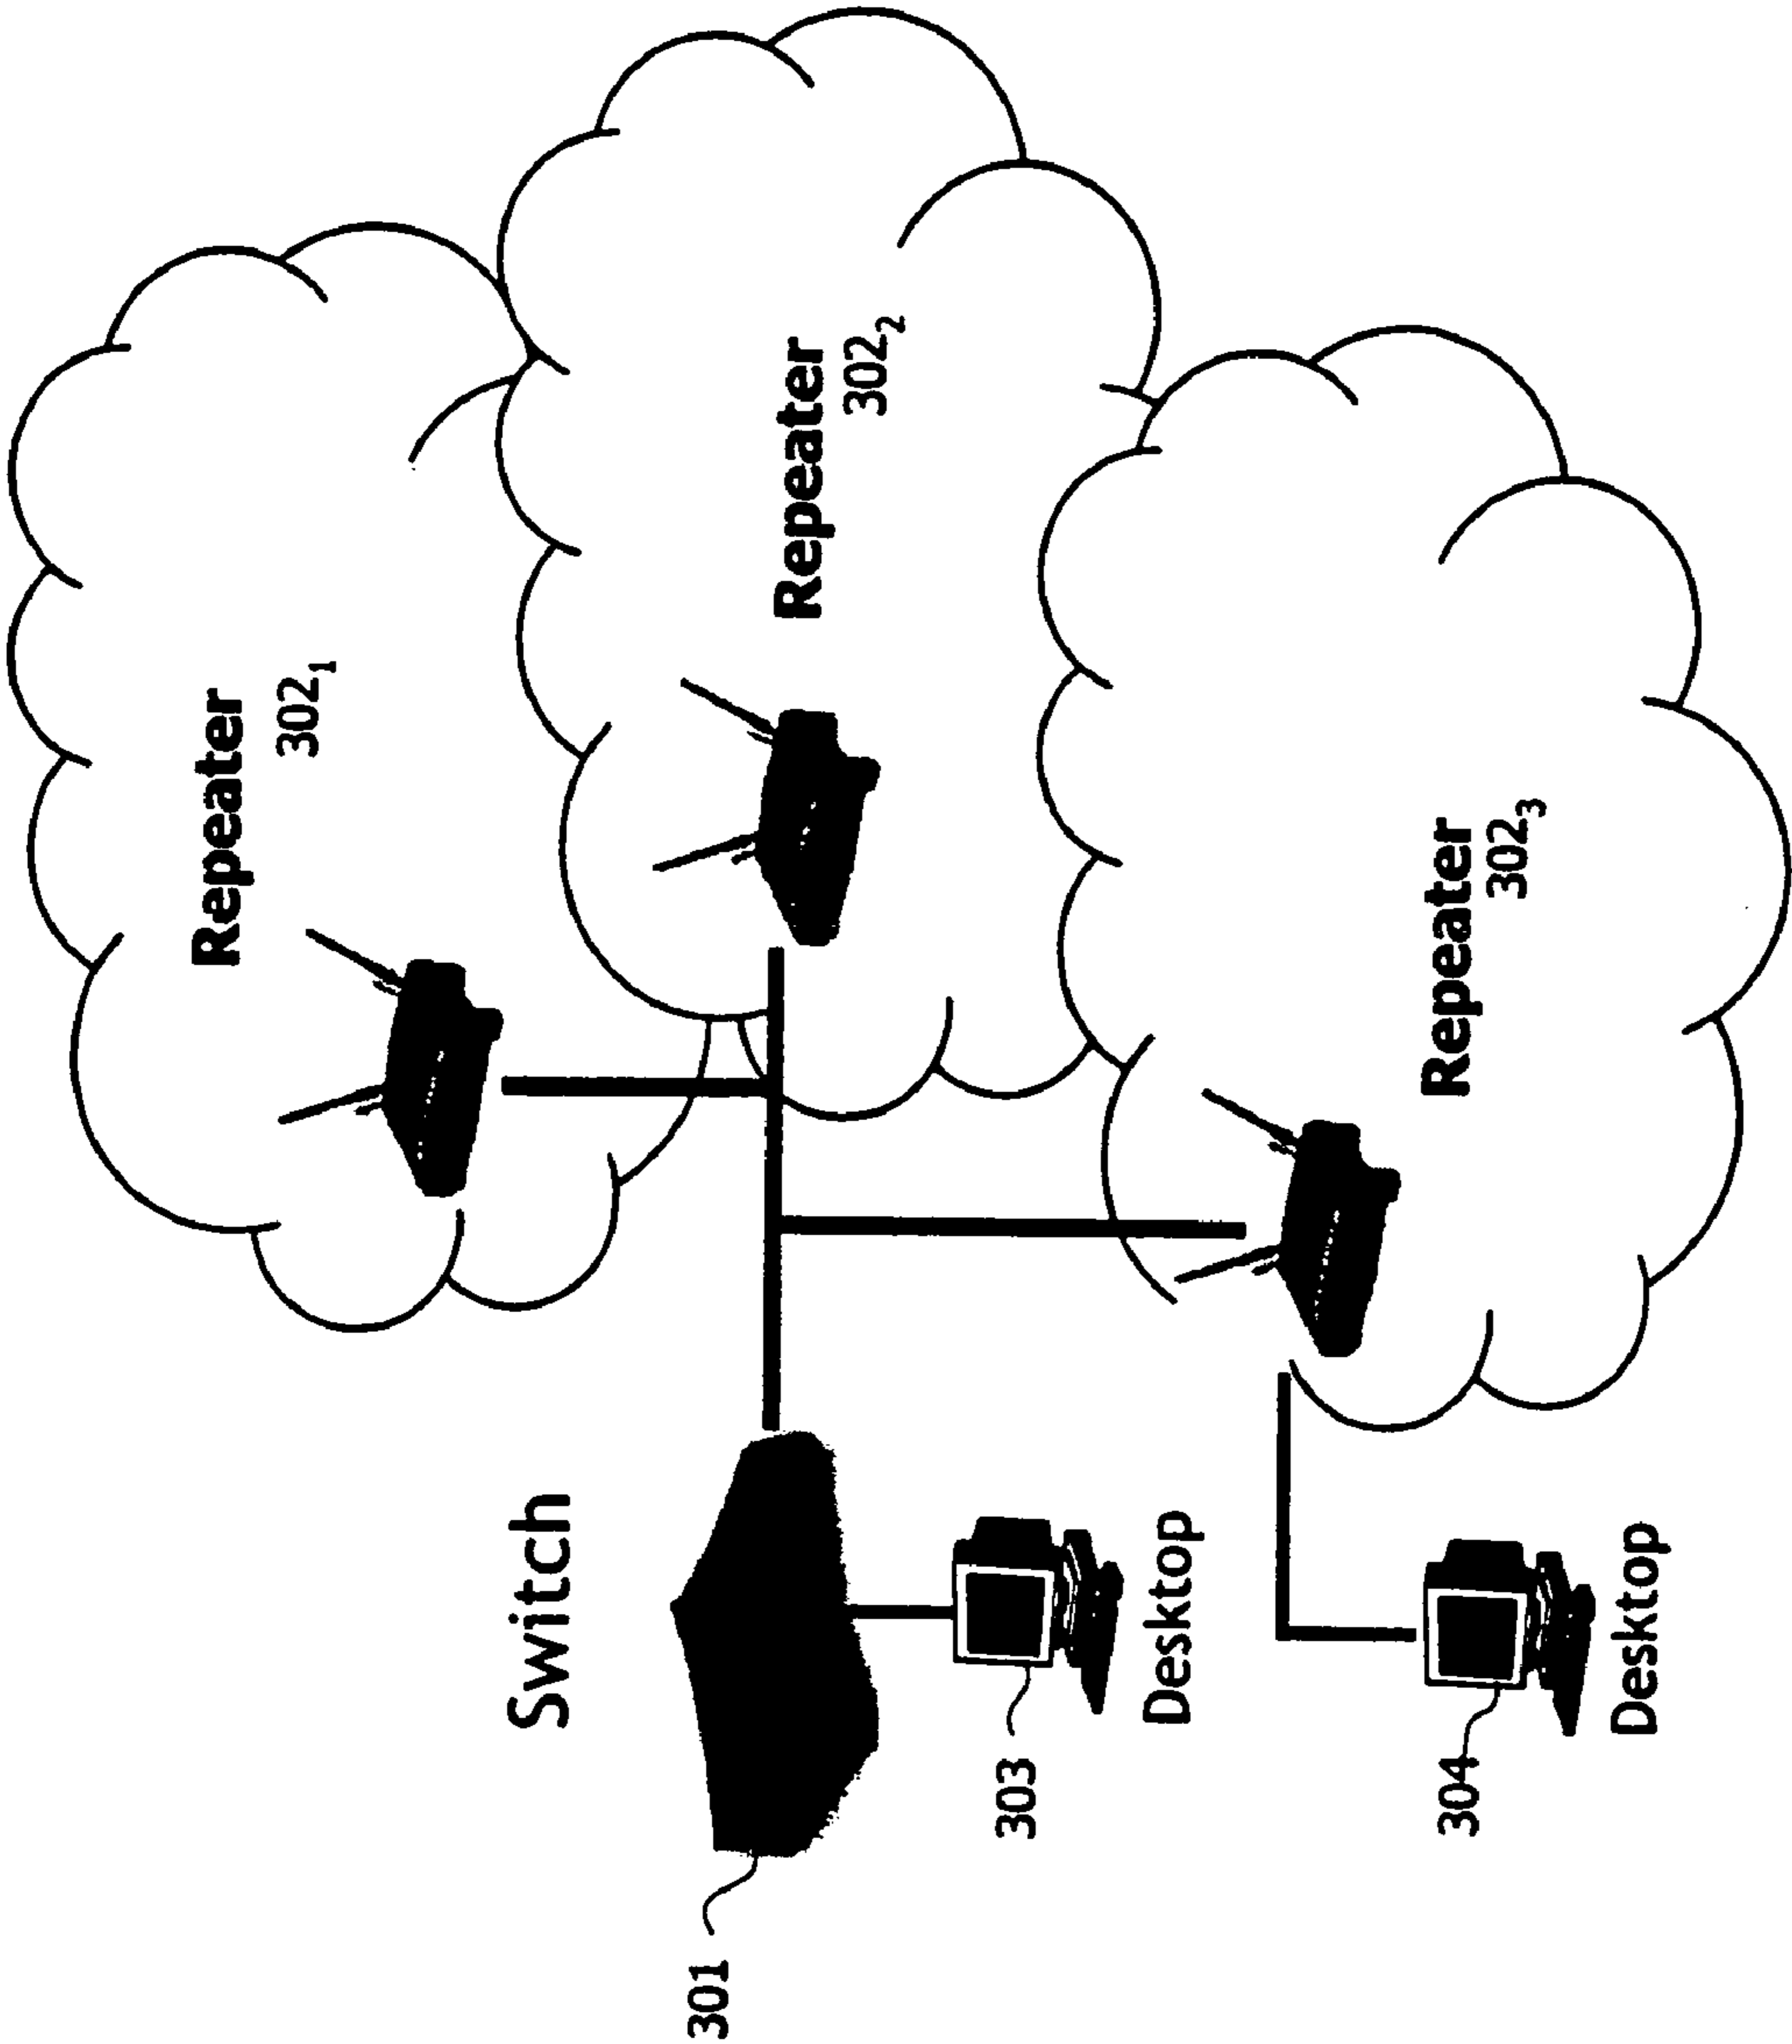 Repeater
302₁
Repeater
302₂
Repeater
302₃
Switch
301
303
Desktop
304
Desktop